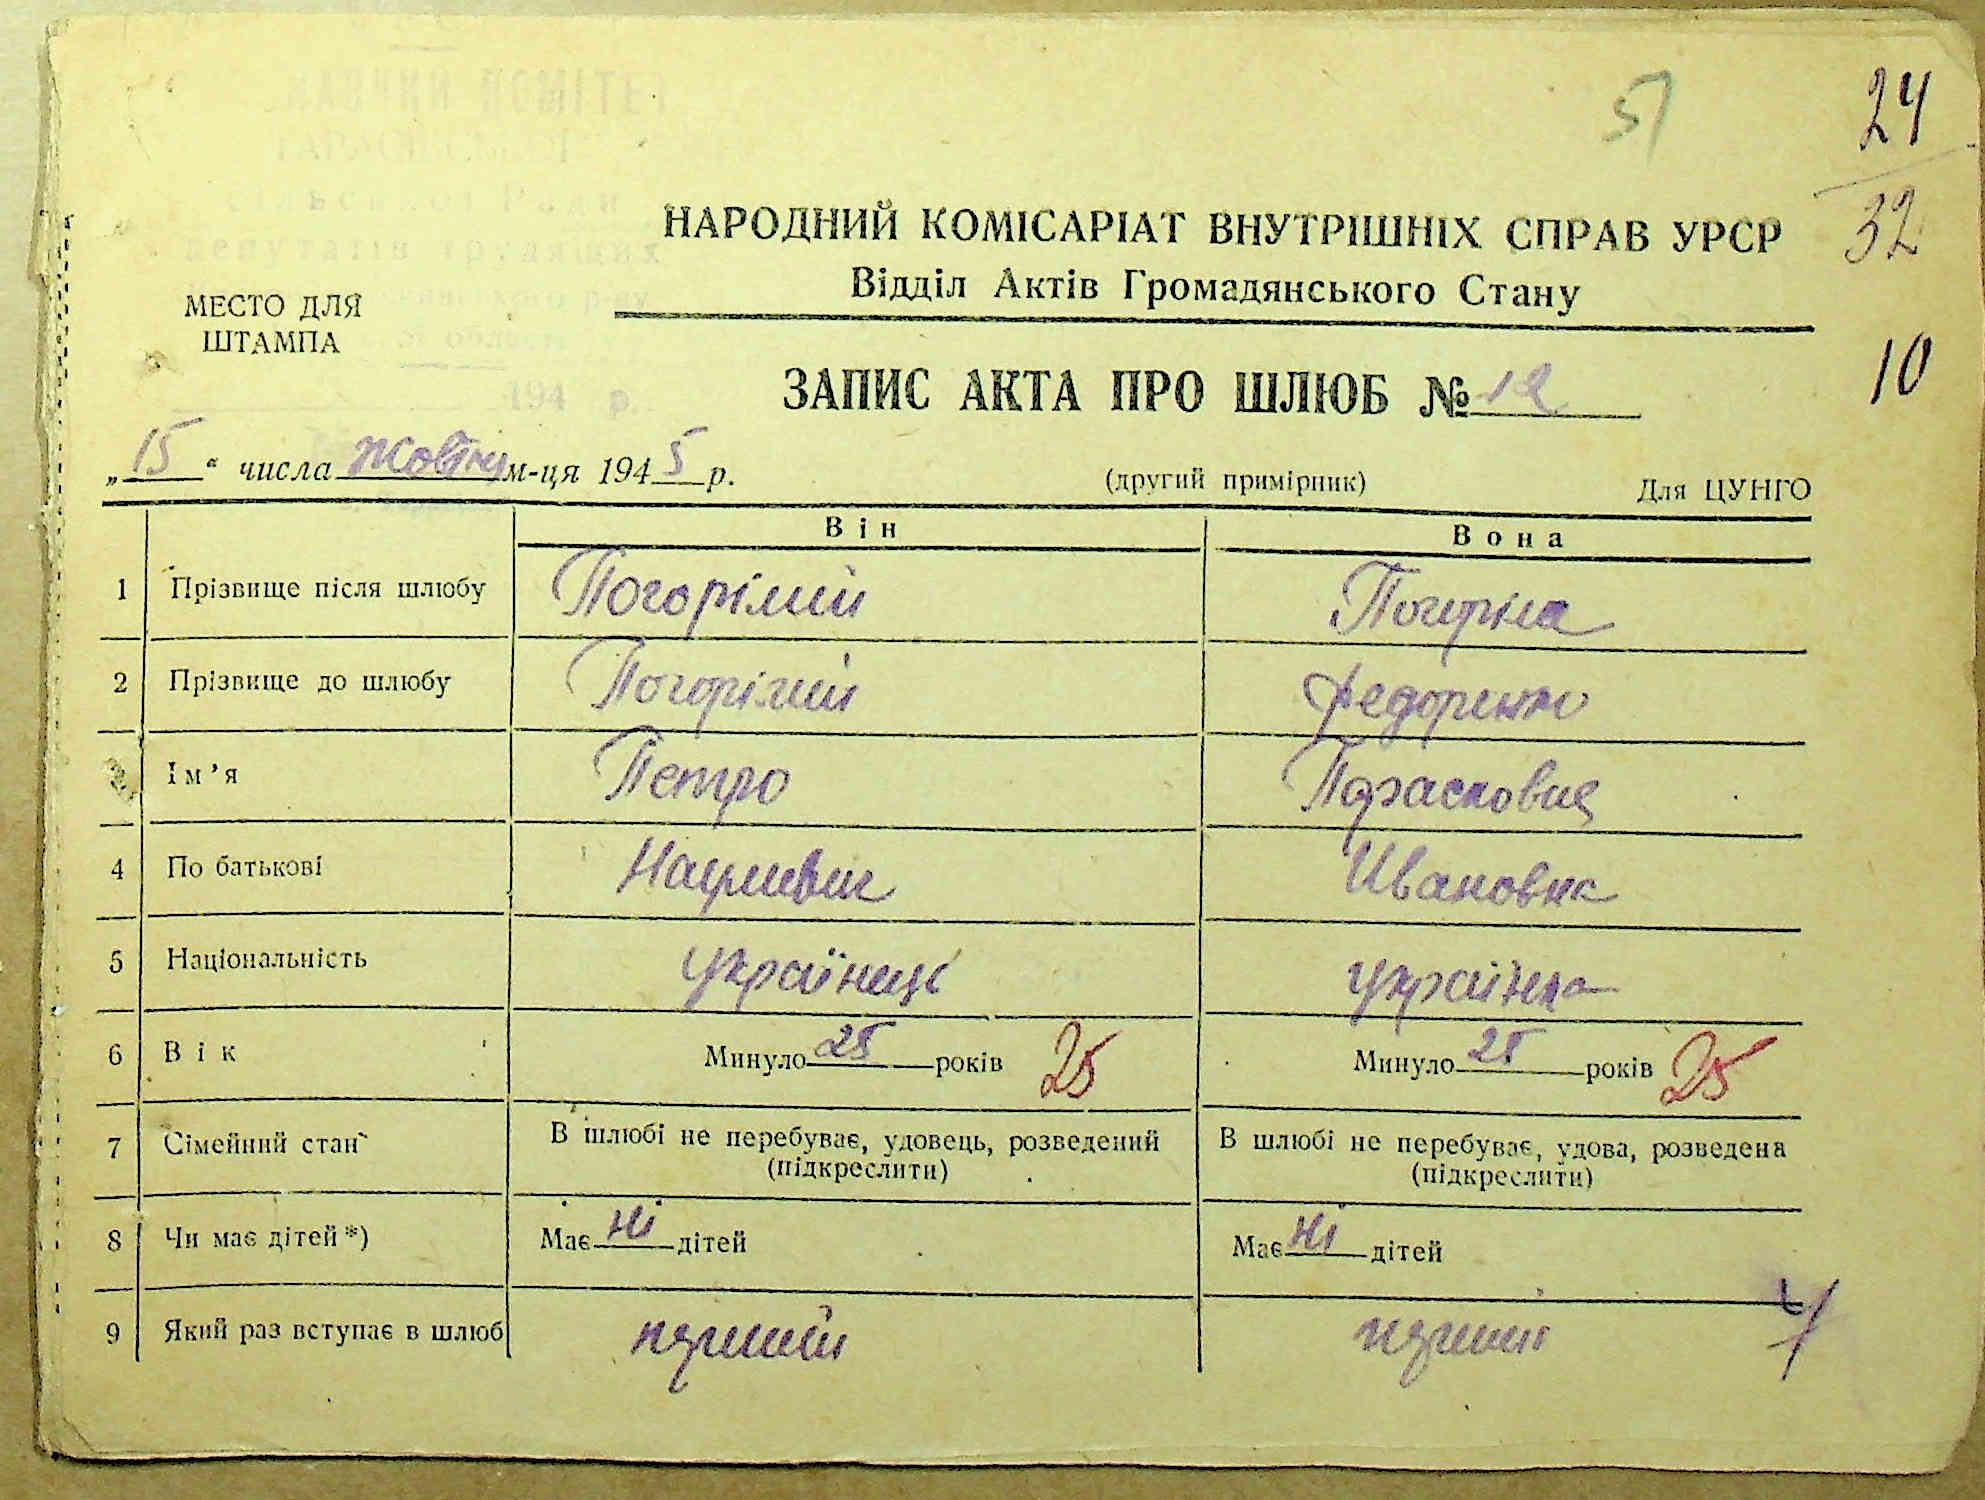 51
24
32
НАРОДНИЙ КОМІСАРІАТ ВНУТРІШНІХ СПРАВ УРСР
Відділ Актів Громадянського Стану
МЕСТО ДЛЯ
ШТАМПА
10
ЗАПИС АКТА ПРО ШЛЮБ № 12
„15“ числа Жовтня м-ця 1945 р.
(другий примірник)
Для ЦУНГО
Він Вона
1 Прізвище після шлюбу Погорілий Погоріла
2 Прізвище до шлюбу Погорілий Федоренко
3 Ім’я Петро Парасковія
4 По батькові Наумович Ивановна
5 Національність українець українка
6 Вік Минуло 25 років 25 Минуло 25 років 25
7 Сімейний стан В шлюбі не перебуває, удовець, розведений В шлюбі не перебуває, удова, розведена
(підкреслити) (підкреслити)
8 Чи має дітей*) Має ні дітей Має ні дітей
9 Який раз вступає в шлюб перший перший